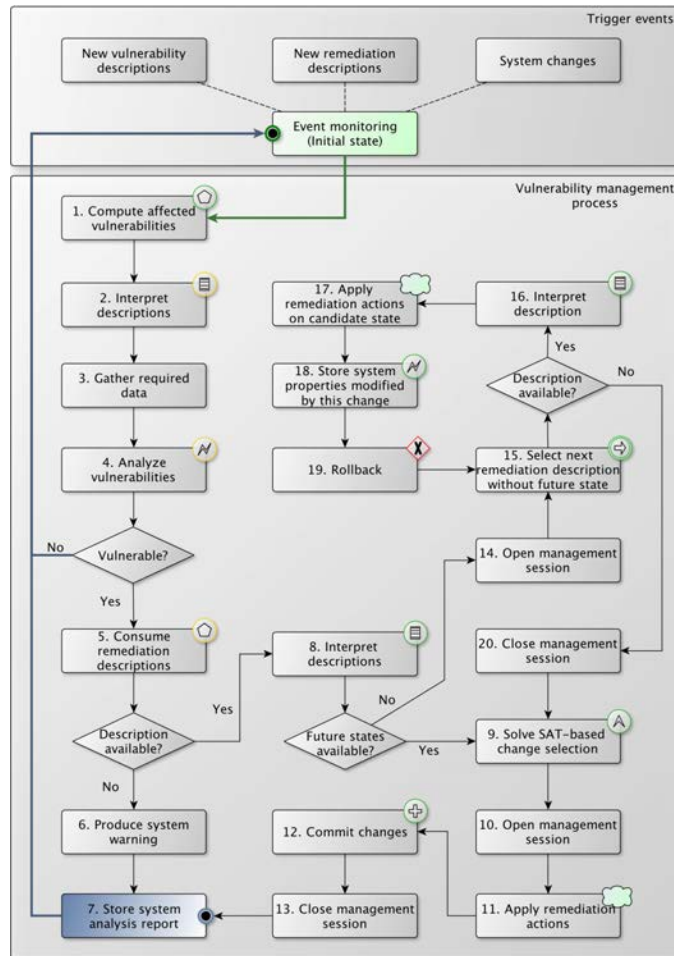 Trigger events
New vulnerability
descriptions
New remediation
descriptions
System changes
Event monitoring
(Initial state)
Vulnerability management
process
1. Compute affected
vulnerabilities
2. Interpret
descriptions
3. Gather required
data
4. Analyze
vulnerabilities
Vulnerable?
No
Yes
5. Consume
remediation
descriptions
Description
available?
Yes
No
6. Produce system
warning
7. Store system
analysis report
8. Interpret
descriptions
Future states
available?
No
Yes
9. Solve SAT-based
change selection
10. Open management
session
11. Apply remediation
actions
12. Commit changes
13. Close management
session
14. Open management
session
15. Select next
remediation description
without future state
Description
available?
Yes
No
16. Interpret
description
17. Apply
remediation actions
on candidate state
18. Store system
properties modified
by this change
19. Rollback
20. Close management
session